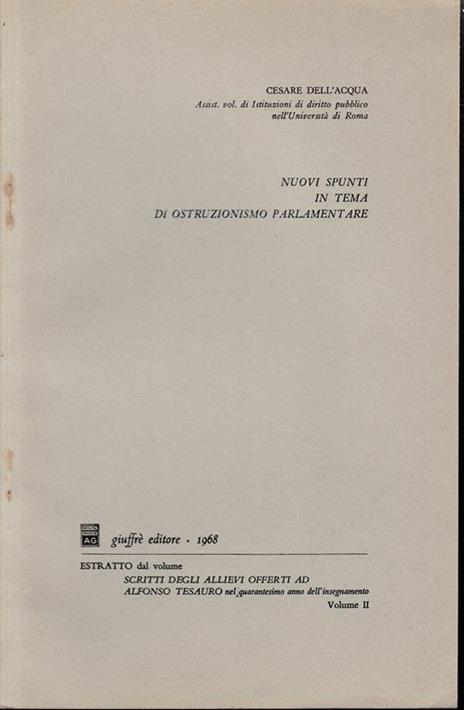 CESARE DELL'ACQUA
Assist. vol. di Istituzioni di diritto pubblico
nell'Università di Roma
NUOVI SPUNTI
IN TEMA
DI OSTRUZIONISMO PARLAMENTARE
AG
giuffrè editore · 1968
ESTRATTO dal volume
SCRITTI DEGLI ALLIEVI OFFERTI AD
ALFONSO TESAURO nel quarantesimo anno dell'insegnamento
Volume II